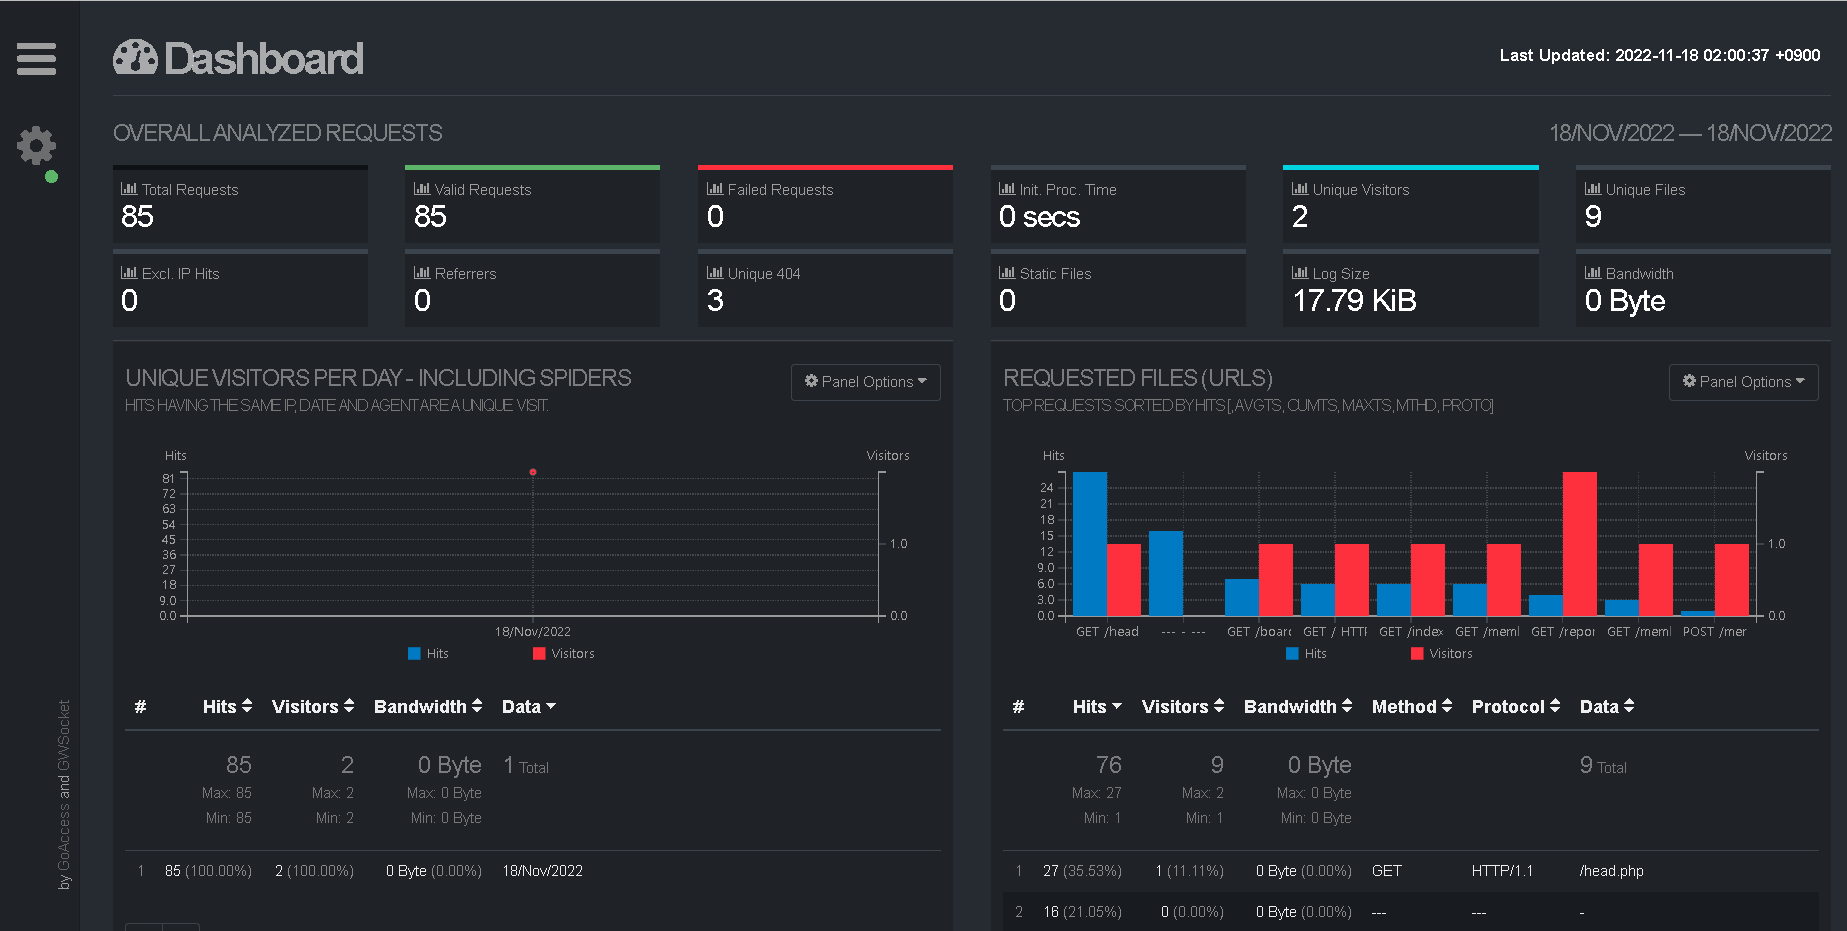 Dashboard
Last Updated: 2022-11-18 02:00:37 +0900
OVERALL ANALYZED REQUESTS
18/NOV/2022 — 18/NOV/2022
Total Requests
85
Valid Requests
85
Failed Requests
0
Init. Proc. Time
0 secs
Unique Visitors
2
Unique Files
9
Excl. IP Hits
0
Referrers
0
Unique 404
3
Static Files
0
Log Size
17.79 KiB
Bandwidth
0 Byte
UNIQUE VISITORS PER DAY - INCLUDING SPIDERS
Panel Options
HITS HAVING THE SAME IP, DATE AND AGENT ARE A UNIQUE VISIT.
Hits
Visitors
81
72
63
54
45
36
27
18
9.0
0.0
1.0
0.0
18/Nov/2022
Hits Visitors
# Hits Visitors Bandwidth Data
85 2 0 Byte 1 Total
Max: 85 Max: 2 Max: 0 Byte
Min: 85 Min: 2 Min: 0 Byte
1 85 (100.00%) 2 (100.00%) 0 Byte (0.00%) 18/Nov/2022
REQUESTED FILES (URLS)
Panel Options
TOP REQUESTS SORTED BY HITS [, AVGTS, CUMTS, MAXTS, MTHD, PROTO]
Hits
Visitors
24
21
18
15
12
9.0
6.0
3.0
0.0
1.0
0.0
GET /head --- - --- GET /board GET / HTTP GET /index GET /meml GET /repor GET /meml POST /mer
Hits Visitors
# Hits Visitors Bandwidth Method Protocol Data
76 9 0 Byte 9 Total
Max: 27 Max: 2 Max: 0 Byte
Min: 1 Min: 1 Min: 0 Byte
1 27 (35.53%) 1 (11.11%) 0 Byte (0.00%) GET HTTP/1.1 /head.php
2 16 (21.05%) 0 (0.00%) 0 Byte (0.00%) --- --- -
by GoAccess and GWSocket